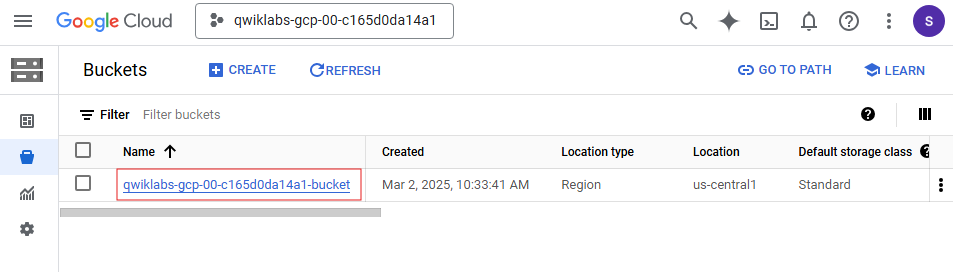 Google Cloud qwiklabs-gcp-00-c165d0da14a1 S
Buckets CREATE REFRESH GO TO PATH LEARN
Filter Filter buckets
Name Created Location type Location Default storage class
qwiklabs-gcp-00-c165d0da14a1-bucket Mar 2, 2025, 10:33:41 AM Region us-central1 Standard